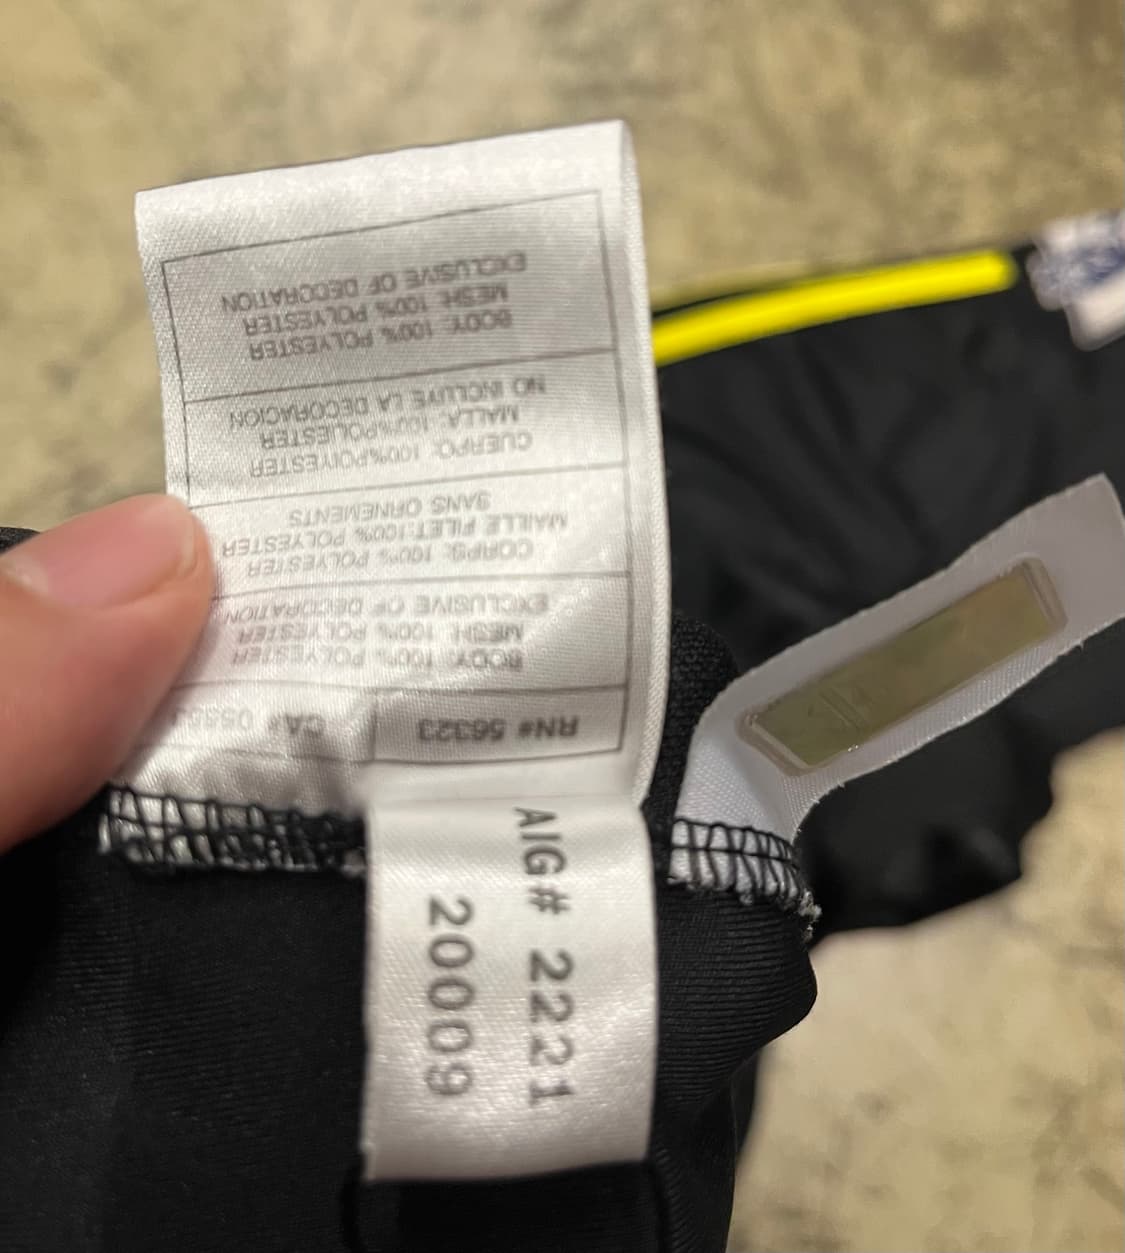 EXCLUSIVE OF DECORATION
MESH: 100% POLYESTER
BODY: 100% POLYESTER
NO INCLUYE LA DECORACION
MALLA: 100%POLIESTER
CUERPO: 100%POLIESTER
SANS ORNEMENTS
MAILLE FILET:100% POLYESTER
CORPS: 100% POLYESTER
EXCLUSIVE OF DECORATION
MESH: 100% POLYESTER
BODY: 100% POLYESTER
RN# 56323 CA#
AIG# 2221
20009